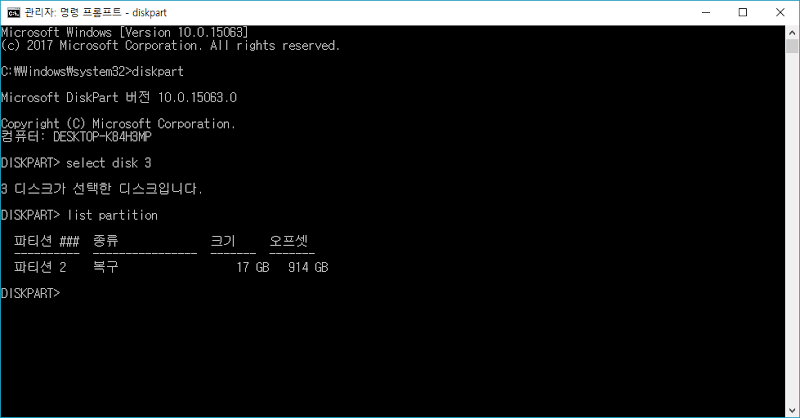 관리자: 명령 프롬프트 - diskpart
Microsoft Windows [Version 10.0.15063]
(c) 2017 Microsoft Corporation. All rights reserved.
C:₩Windows₩system32>diskpart
Microsoft DiskPart 버전 10.0.15063.0
Copyright (C) Microsoft Corporation.
컴퓨터: DESKTOP-K84H3MP
DISKPART> select disk 3
3 디스크가 선택한 디스크입니다.
DISKPART> list partition
파티션 ### 종류 크기 오프셋
---------- ---------------- ------- -------
파티션 2 복구 17 GB 914 GB
DISKPART>